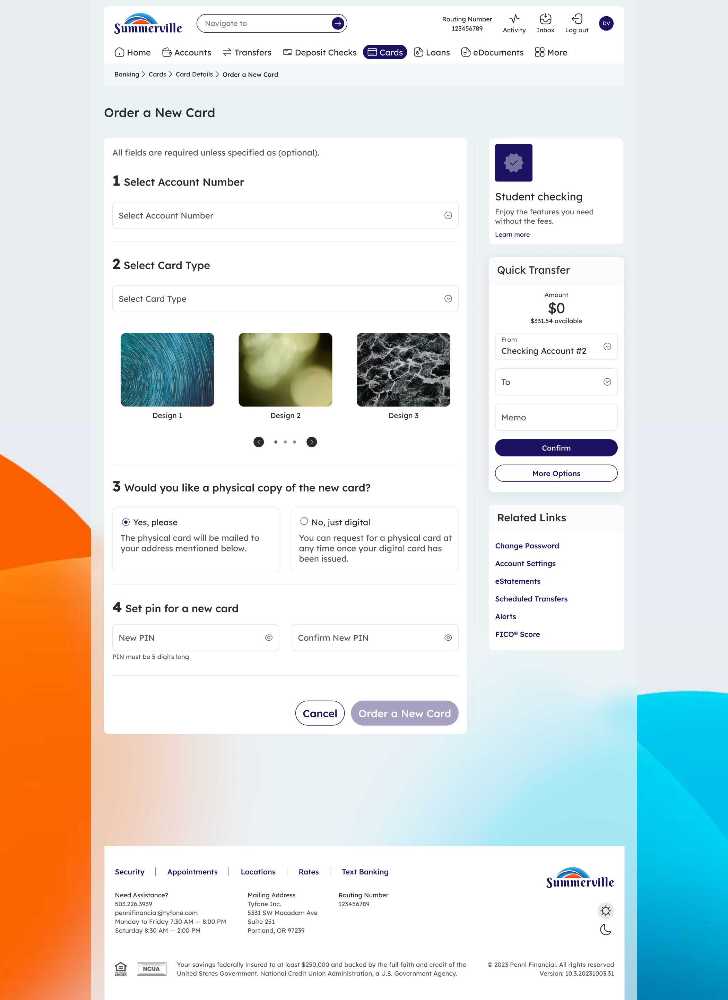 Summerville
Navigate to
Routing Number
123456789
Activity
Inbox
Log out
DV
Home
Accounts
Transfers
Deposit Checks
Cards
Loans
eDocuments
More
Banking > Cards > Card Details > Order a New Card
Order a New Card
All fields are required unless specified as (optional).
1 Select Account Number
Select Account Number
2 Select Card Type
Select Card Type
Design 1
Design 2
Design 3
3 Would you like a physical copy of the new card?
Yes, please
The physical card will be mailed to
your address mentioned below.
No, just digital
You can request for a physical card at
any time once your digital card has
been issued.
4 Set pin for a new card
New PIN
Confirm New PIN
PIN must be 5 digits long
Cancel
Order a New Card
Student checking
Enjoy the features you need
without the fees.
Learn more
Quick Transfer
Amount
$0
$331.54 available
From
Checking Account #2
To
Memo
Confirm
More Options
Related Links
Change Password
Account Settings
eStatements
Scheduled Transfers
Alerts
FICO® Score
Security
Appointments
Locations
Rates
Text Banking
Need Assistance?
503.226.3939
pennifinancial@tyfone.com
Monday to Friday 7:30 AM — 8:00 PM
Saturday 8:30 AM — 2:00 PM
Mailing Address
Tyfone Inc.
5331 SW Macadam Ave
Suite 251
Portland, OR 97239
Routing Number
123456789
Summerville
LENDER
NCUA
Your savings federally insured to at least $250,000 and backed by the full faith and credit of the
United States Government. National Credit Union Administration, a U.S. Government Agency.
© 2023 Penni Financial. All rights reserved
Version: 10.3.20231003.31